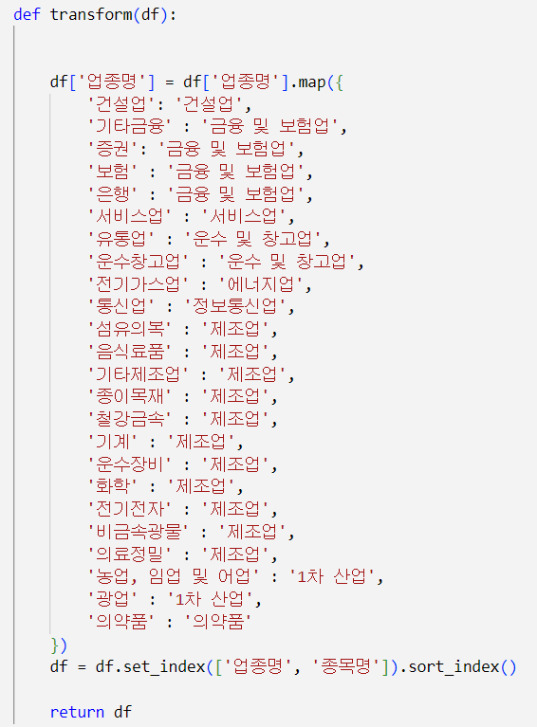 def transform(df):
df['업종명'] = df['업종명'].map({
'건설업': '건설업',
'기타금융' : '금융 및 보험업',
'증권': '금융 및 보험업',
'보험' : '금융 및 보험업',
'은행' : '금융 및 보험업',
'서비스업' : '서비스업',
'유통업' : '운수 및 창고업',
'운수창고업' : '운수 및 창고업',
'전기가스업' : '에너지업',
'통신업' : '정보통신업',
'섬유의복' : '제조업',
'음식료품' : '제조업',
'기타제조업' : '제조업',
'종이목재' : '제조업',
'철강금속' : '제조업',
'기계' : '제조업',
'운수장비' : '제조업',
'화학' : '제조업',
'전기전자' : '제조업',
'비금속광물' : '제조업',
'의료정밀' : '제조업',
'농업, 임업 및 어업' : '1차 산업',
'광업' : '1차 산업',
'의약품' : '의약품'
})
df = df.set_index(['업종명', '종목명']).sort_index()
return df